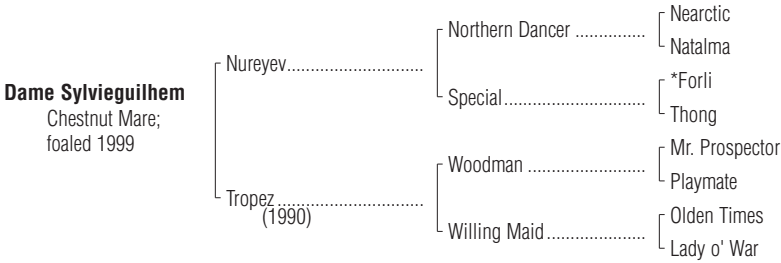 Dame Sylvieguilhem
Chestnut Mare;
foaled 1999
Nureyev..............................
Tropez................................
(1990)
Northern Dancer ...............
Special...............................
Woodman ..........................
Willing Maid......................
Nearctic
Natalma
*Forli
Thong
Mr. Prospector
Playmate
Olden Times
Lady o' War